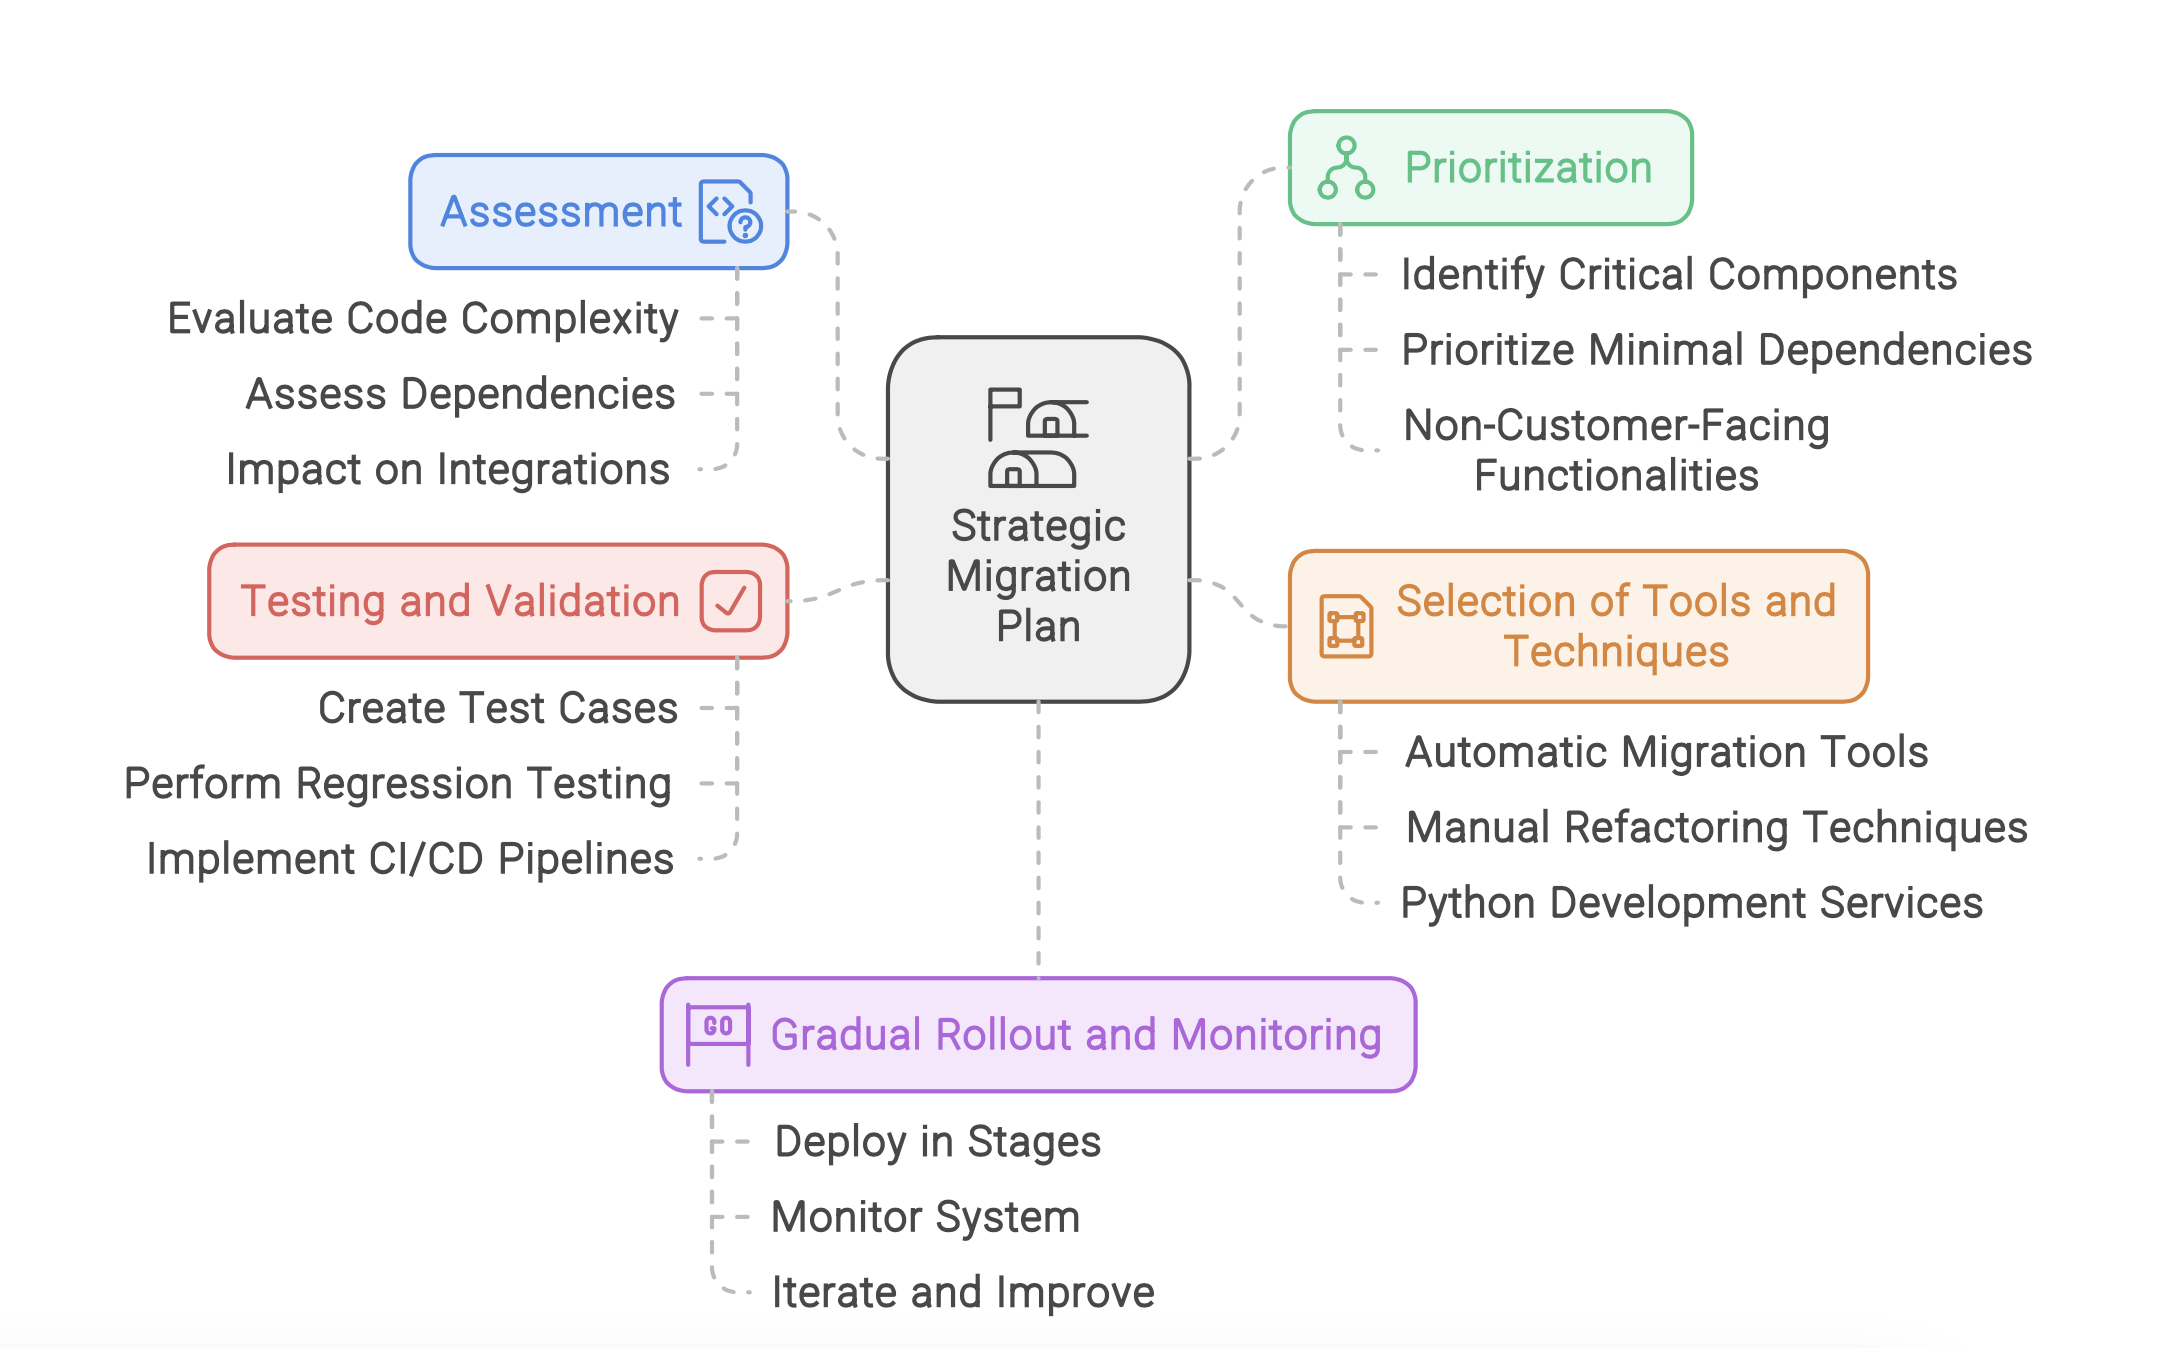 Strategic
Migration
Plan
Assessment
Evaluate Code Complexity
Assess Dependencies
Impact on Integrations
Prioritization
Identify Critical Components
Prioritize Minimal Dependencies
Non-Customer-Facing
Functionalities
Testing and Validation
Create Test Cases
Perform Regression Testing
Implement CI/CD Pipelines
Selection of Tools and
Techniques
Automatic Migration Tools
Manual Refactoring Techniques
Python Development Services
GO
Gradual Rollout and Monitoring
Deploy in Stages
Monitor System
Iterate and Improve